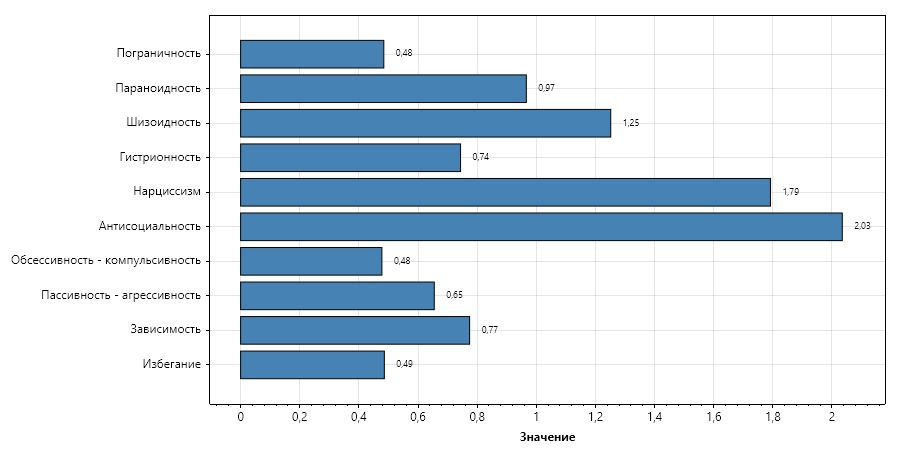 Пограничность 0,48
Параноидность 0,97
Шизоидность 1,25
Гистрионность 0,74
Нарциссизм 1,79
Антисоциальность 2,03
Обсессивность - компульсивность 0,48
Пассивность - агрессивность 0,65
Зависимость 0,77
Избегание 0,49
0 0,2 0,4 0,6 0,8 1 1,2 1,4 1,6 1,8 2
Значение